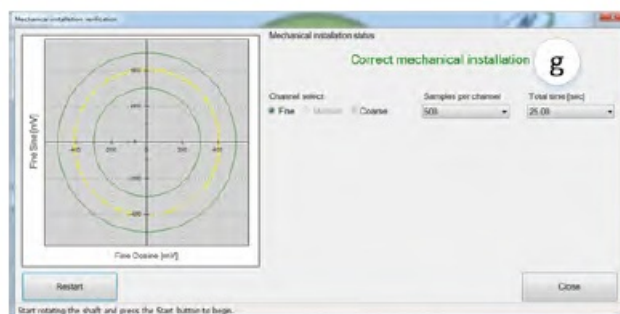 Mechanical installation verification
Mechanical installation status
Correct mechanical installation
g
Channel select
Samples per channel
Total time [sec]
Fine
Medium
Coarse
500
25.00
Fine Sine [mV]
Fine Cosine [mV]
Restart
Close
Start rotating the shaft and press the Start button to begin.